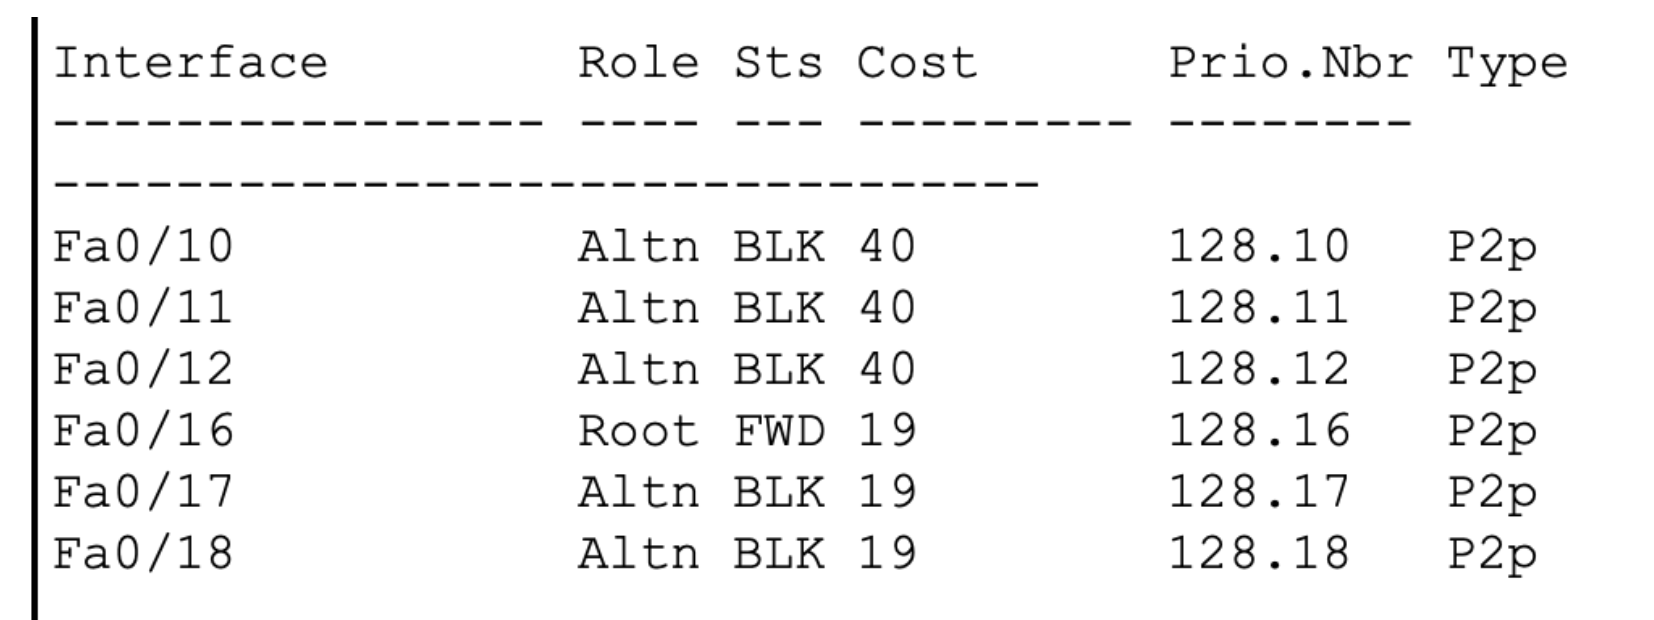 Interface        Role Sts Cost      Prio.Nbr Type
---------------- ---- --- --------- --------
--------------------------------
Fa0/10           Altn BLK 40        128.10   P2p
Fa0/11           Altn BLK 40        128.11   P2p
Fa0/12           Altn BLK 40        128.12   P2p
Fa0/16           Root FWD 19        128.16   P2p
Fa0/17           Altn BLK 19        128.17   P2p
Fa0/18           Altn BLK 19        128.18   P2p